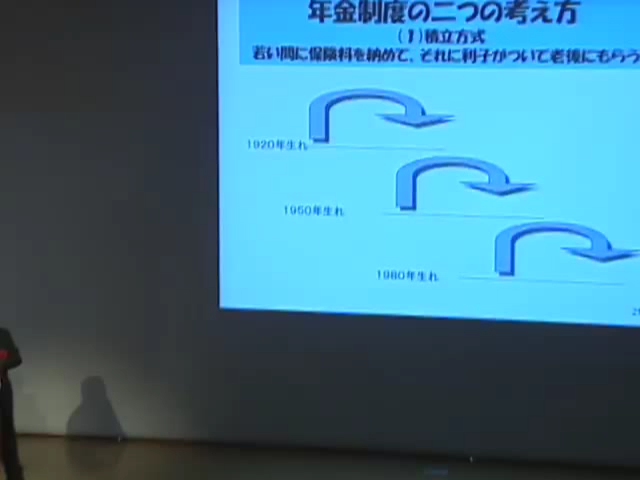 年金制度の二つの考え方
(1)積立方式
若い間に保険料を納めて、それに利子がついて老後にもらう
1920年生れ
1950年生れ
1980年生れ